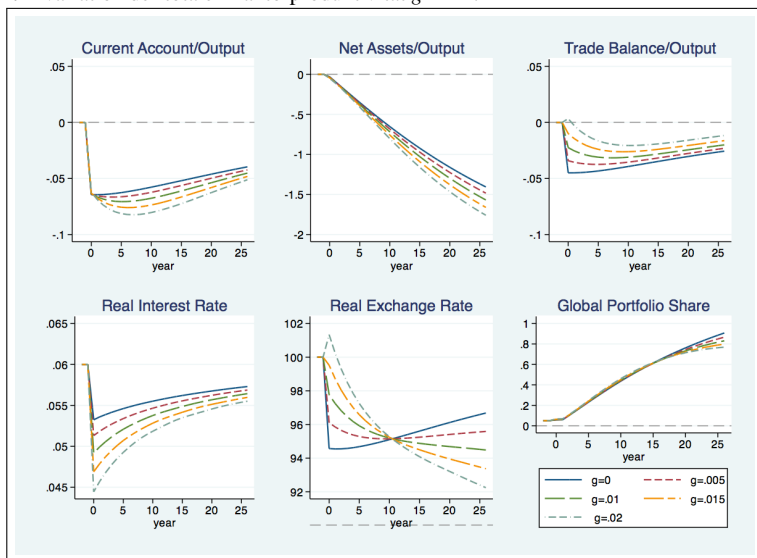 Current Account/Output
.05
0
-.05
-.1
0 5 10 15 20 25
year
Net Assets/Output
0
-.5
-1
-1.5
-2
0 5 10 15 20 25
year
Trade Balance/Output
.05
0
-.05
-.1
0 5 10 15 20 25
year
Real Interest Rate
.065
.06
.055
.05
.045
0 5 10 15 20 25
year
Real Exchange Rate
102
100
98
96
94
92
0 5 10 15 20 25
year
Global Portfolio Share
1
.8
.6
.4
.2
0
0 5 10 15 20 25
year
g=0 g=.005
g=.01 g=.015
g=.02